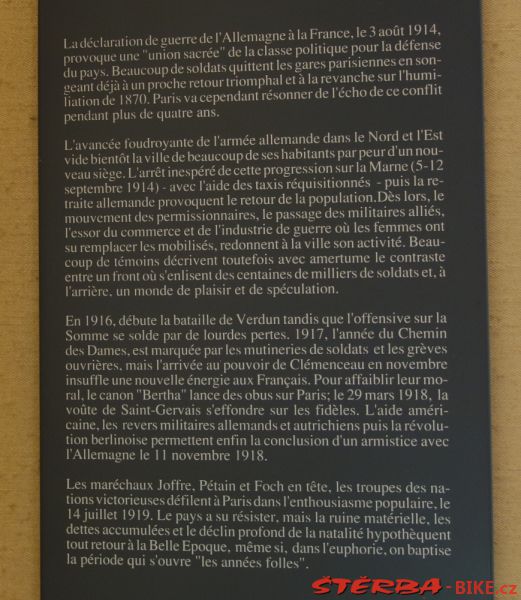 La déclaration de guerre de l'Allemagne à la France, le 3 août 1914,
provoque une "union sacrée" de la classe politique pour la défense
du pays. Beaucoup de soldats quittent les gares parisiennes en son-
geant déjà à un proche retour triomphal et à la revanche sur l'humi-
liation de 1870. Paris va cependant résonner de l'écho de ce conflit
pendant plus de quatre ans.
L'avancée foudroyante de l'armée allemande dans le Nord et l'Est
vide bientôt la ville de beaucoup de ses habitants par peur d'un nou-
veau siège. L'arrêt inespéré de cette progression sur la Marne (5-12
septembre 1914) - avec l'aide des taxis réquisitionnés - puis la re-
traite allemande provoquent le retour de la population.Dès lors, le
mouvement des permissionnaires, le passage des militaires alliés,
l'essor du commerce et de l'industrie de guerre où les femmes ont
su remplacer les mobilisés, redonnent à la ville son activité. Beau-
coup de témoins décrivent toutefois avec amertume le contraste
entre un front où s'enlisent des centaines de milliers de soldats et, à
l'arrière, un monde de plaisir et de spéculation.
En 1916, débute la bataille de Verdun tandis que l'offensive sur la
Somme se solde par de lourdes pertes. 1917, l'année du Chemin
des Dames, est marquée par les mutineries de soldats et les grèves
ouvrières, mais l'arrivée au pouvoir de Clémenceau en novembre
insuffle une nouvelle énergie aux Français. Pour affaiblir leur mo-
ral, le canon "Bertha" lance des obus sur Paris; le 29 mars 1918, la
voûte de Saint-Gervais s'effondre sur les fidèles. L'aide améri-
caine, les revers militaires allemands et autrichiens puis la révolu-
tion berlinoise permettent enfin la conclusion d'un armistice avec
l'Allemagne le 11 novembre 1918.
Les maréchaux Joffre, Pétain et Foch en tête, les troupes des na-
tions victorieuses défilent à Paris dans l'enthousiasme populaire, le
14 juillet 1919. Le pays a su résister, mais la ruine matérielle, les
dettes accumulées et le déclin profond de la natalité hypothèquent
tout retour à la Belle Epoque, même si, dans l'euphorie, on baptise
la période qui s'ouvre "les années folles".
ŠTĚRBA-BIKE.cz